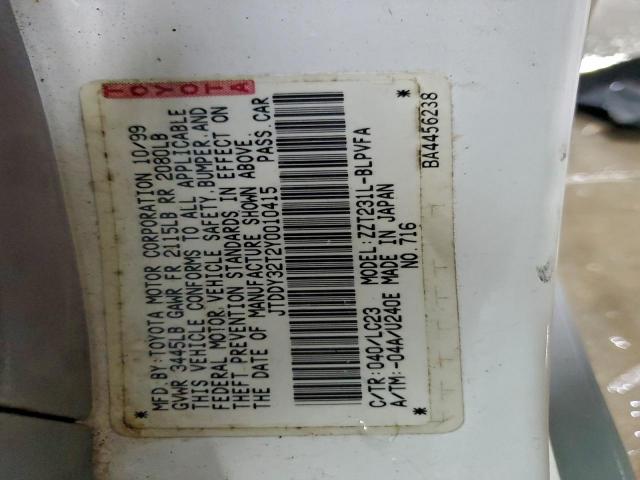 TOYOTA
MFD. BY: TOYOTA MOTOR CORPORATION 10/99
GVWR 3445LB GAWR FR 2115LB RR 2080LB
THIS VEHICLE CONFORMS TO ALL APPLICABLE
FEDERAL MOTOR VEHICLE SAFETY BUMPER AND
THEFT PREVENTION STANDARDS IN EFFECT ON
THE DATE OF MANUFACTURE SHOWN ABOVE.
JTDDY32T2Y0010415 PASS. CAR
* *
C/TR: 040/LC23 MODEL: ZZT231L-BLPVFA
A/TM: -04A/U240E MADE IN JAPAN
* NO. 716 BA4456238